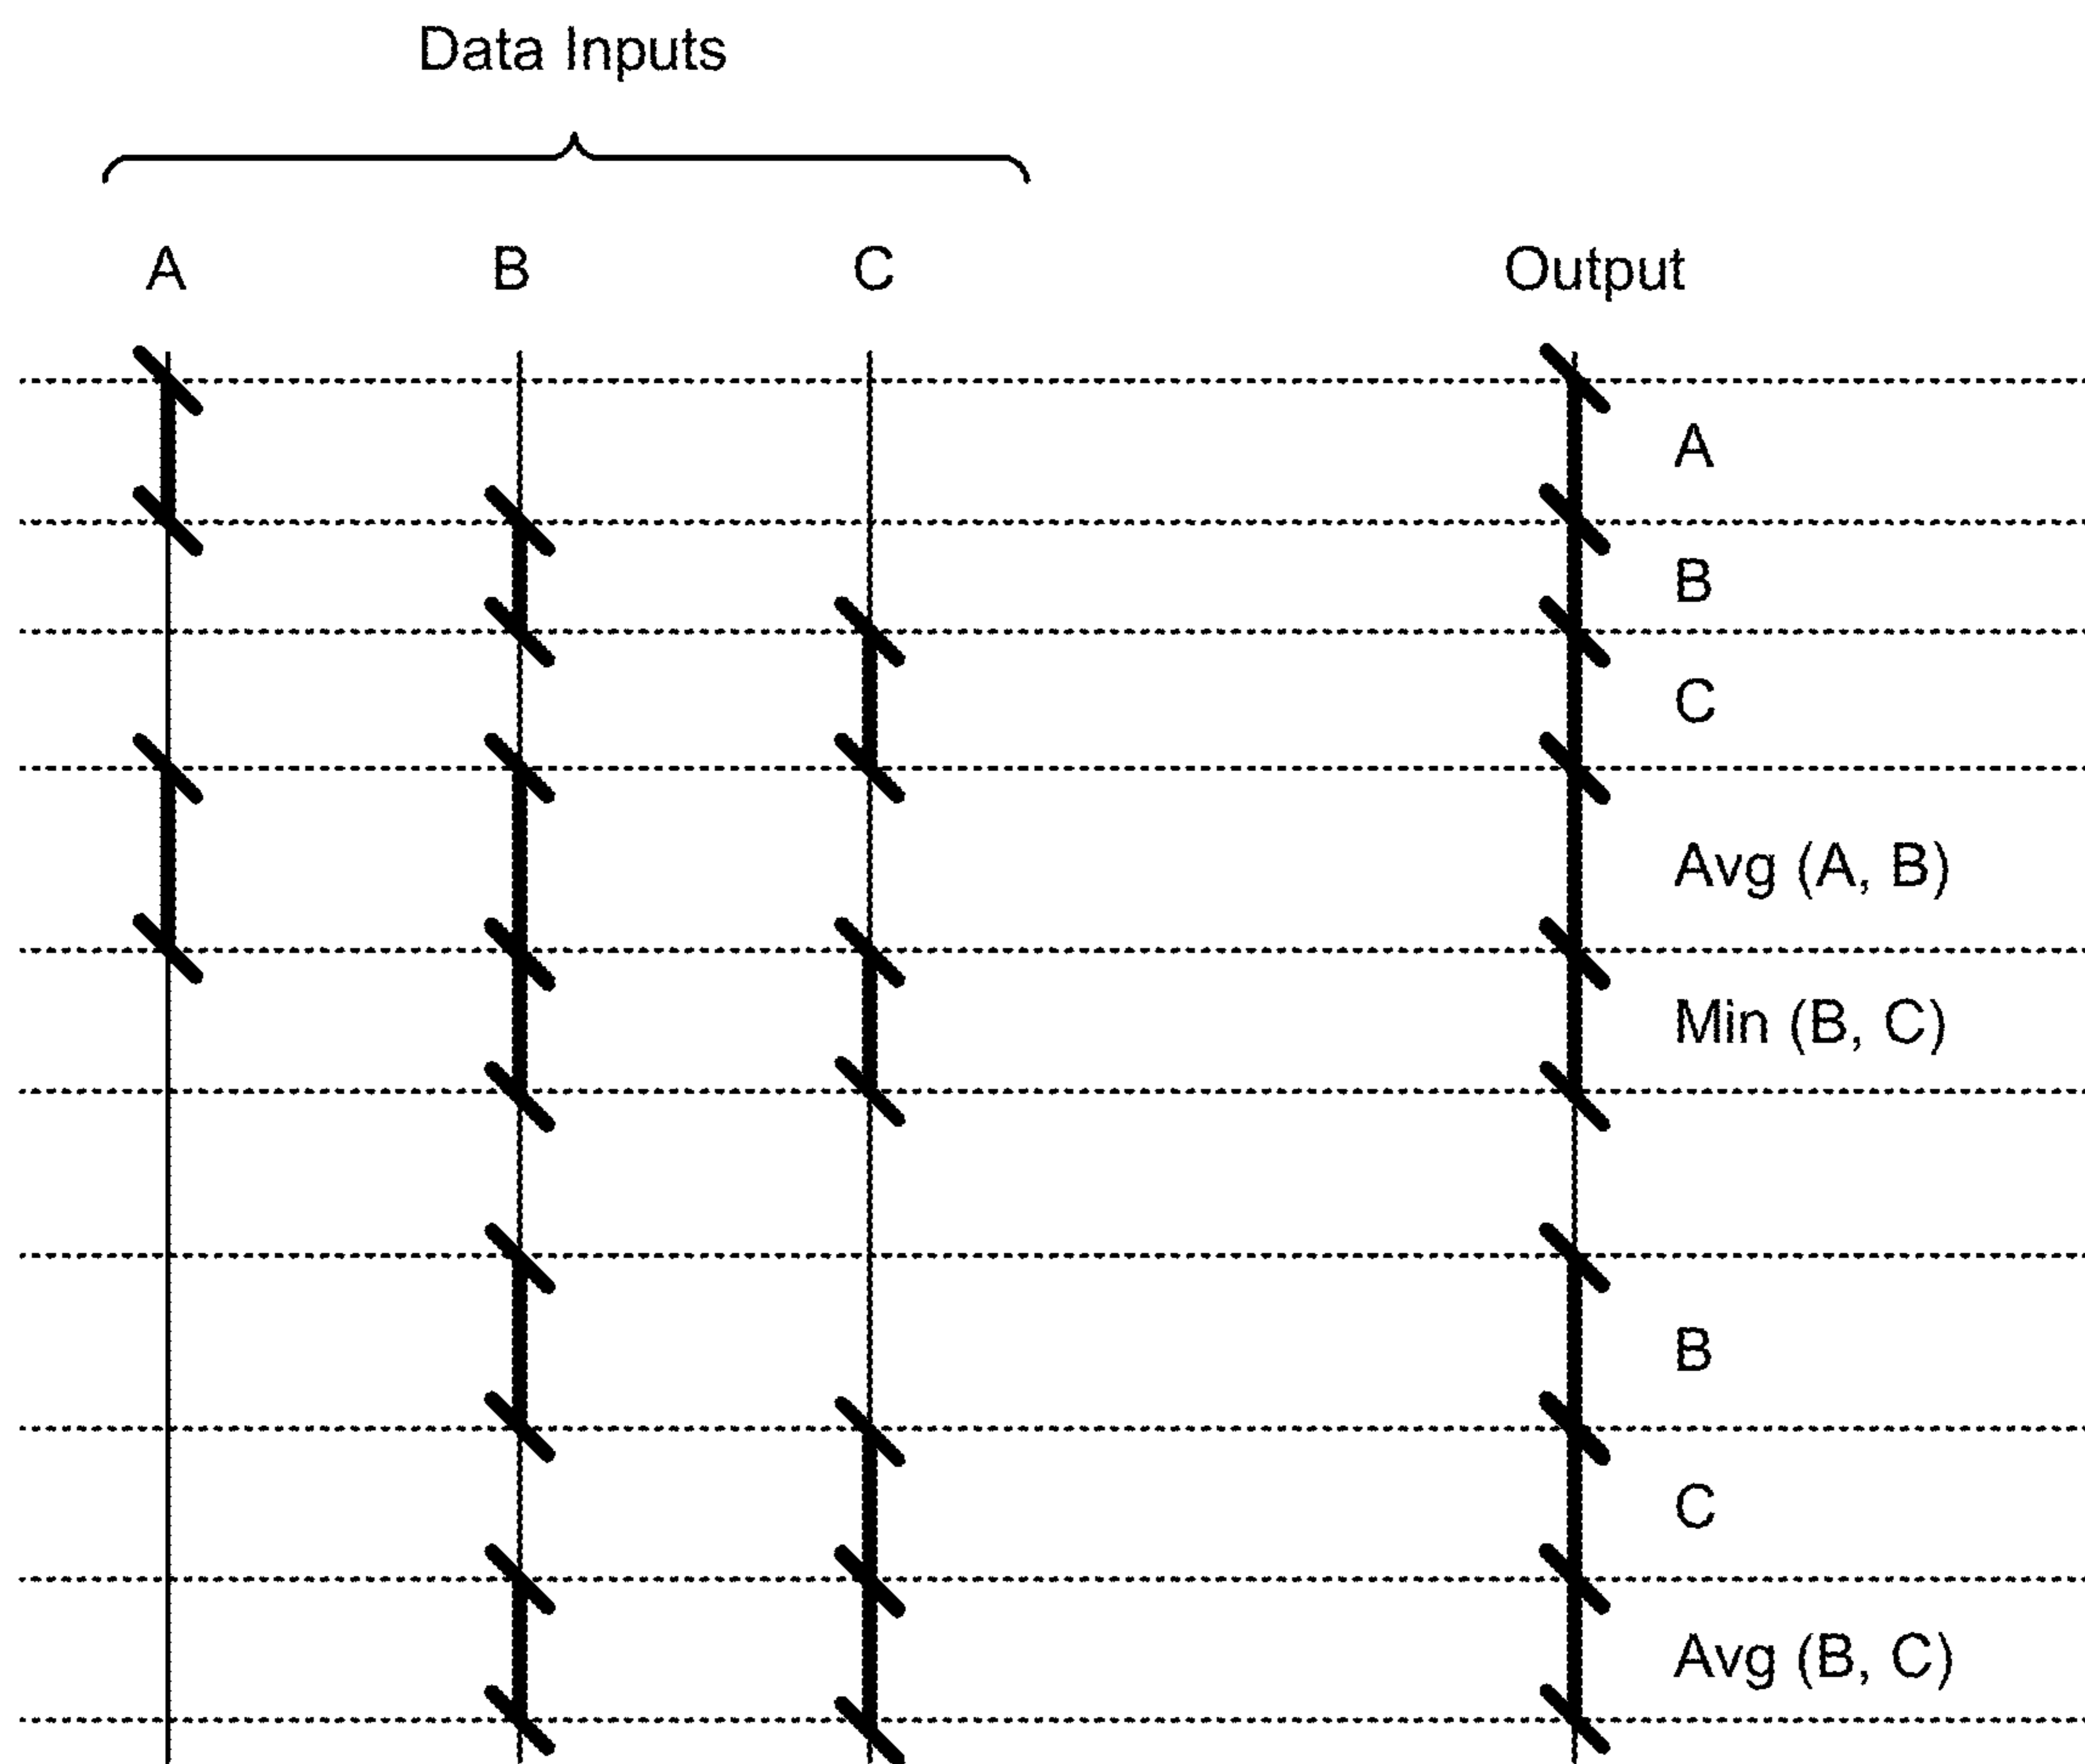 Data Inputs
A B C Output
A
B
C
Avg (A, B)
Min (B, C)
B
C
Avg (B, C)